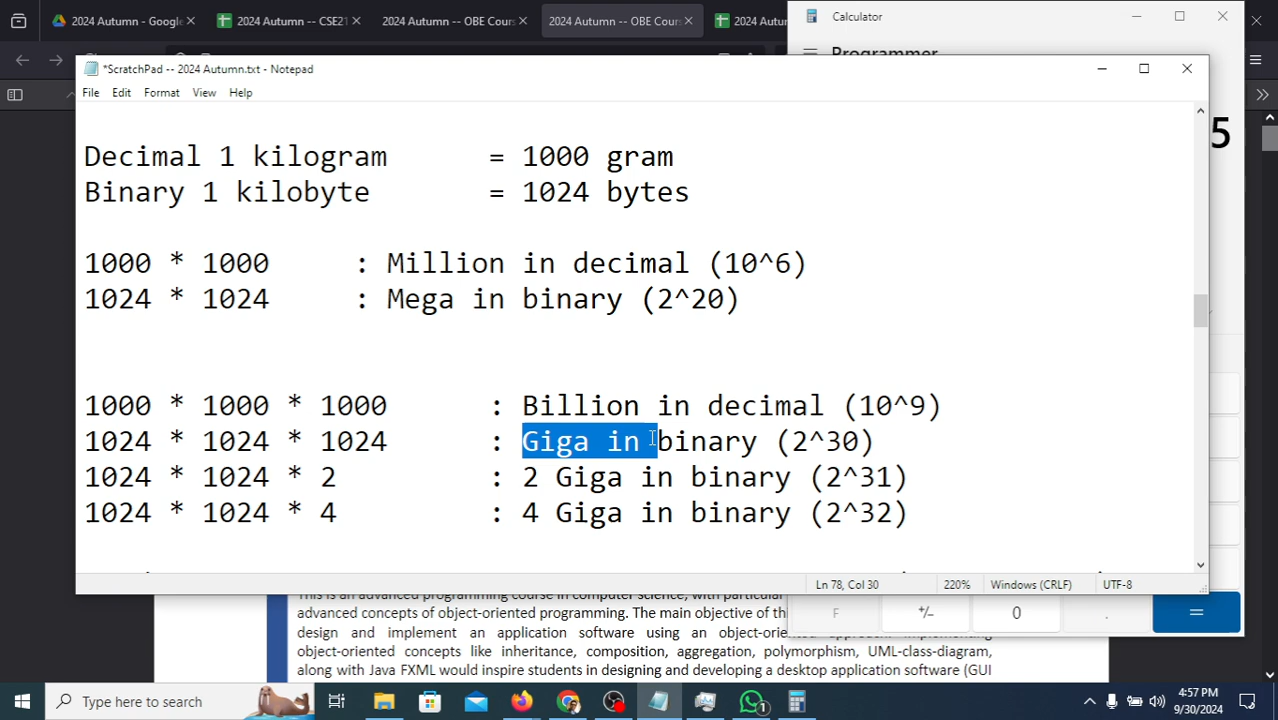 2024 Autumn - Google
2024 Autumn -- CSE21
2024 Autumn -- OBE Cours
2024 Autumn -- OBE Cours
2024 Autu
Calculator
Programmer
*ScratchPad -- 2024 Autumn.txt - Notepad
File Edit Format View Help
5
Decimal 1 kilogram = 1000 gram
Binary 1 kilobyte = 1024 bytes
1000 * 1000 : Million in decimal (10^6)
1024 * 1024 : Mega in binary (2^20)
1000 * 1000 * 1000 : Billion in decimal (10^9)
1024 * 1024 * 1024 : Giga in binary (2^30)
1024 * 1024 * 2 : 2 Giga in binary (2^31)
1024 * 1024 * 4 : 4 Giga in binary (2^32)
Ln 78, Col 30 220% Windows (CRLF) UTF-8
This is an advanced programming course in computer science, with particular
F +/- 0 . =
advanced concepts of object-oriented programming. The main objective of th
design and implement an application software using an object-oriented
object-oriented concepts like inheritance, composition, aggregation, polymorphism, UML-class-diagram,
along with Java FXML would inspire students in designing and developing a desktop application software (GUI
Type here to search
1
4:57 PM
9/30/2024